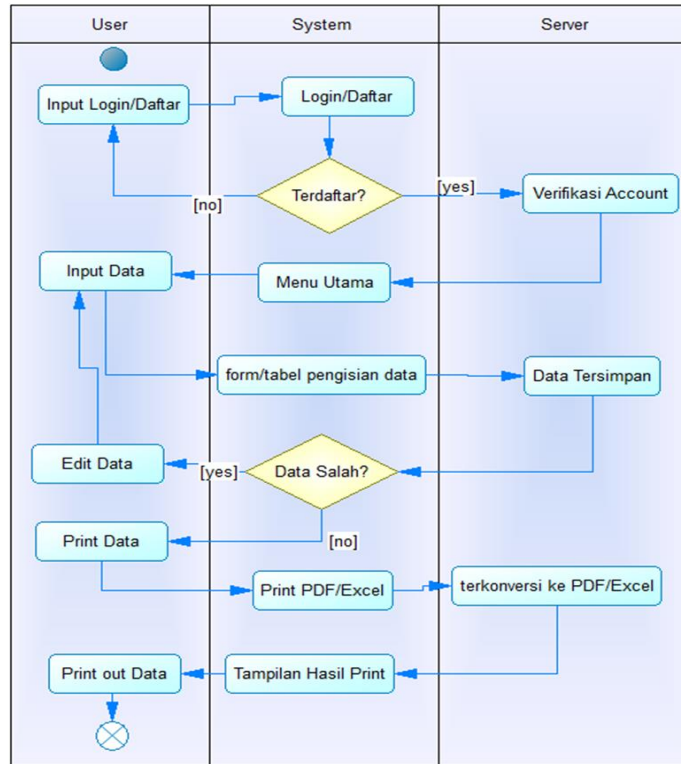 User
System
Server
Input Login/Daftar
Login/Daftar
Terdaftar?
[no]
[yes]
Verifikasi Account
Input Data
Menu Utama
form/tabel pengisian data
Data Tersimpan
Edit Data
[yes]
Data Salah?
[no]
Print Data
Print PDF/Excel
terkonversi ke PDF/Excel
Print out Data
Tampilan Hasil Print